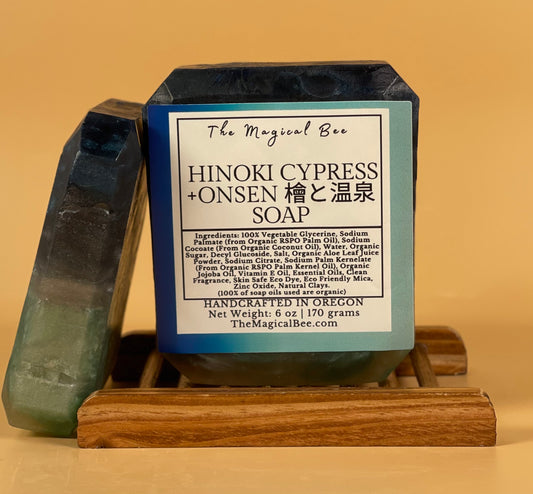 The Magical Bee
HINOKI CYPRESS
+ONSEN 檜と温泉
SOAP
Ingredients: 100% Vegetable Glycerine, Sodium
Palmate (from Organic RSPO Palm Oil), Sodium
Cocoate (From Organic Coconut Oil), Water, Organic
Sugar, Decyl Glucoside, Salt, Organic Aloe Leaf Juice
Powder, Sodium Citrate, Sodium Palm Kernelate
(From Organic RSPO Palm Kernel Oil), Organic
Jojoba Oil, Vitamin E Oil, Essential Oils, Clean
Fragrance, Skin Safe Eco Dye, Eco Friendly Mica,
Zinc Oxide, Natural Clays.
(100% of soap oils used are organic)
HANDCRAFTED IN OREGON
Net Weight: 6 oz | 170 grams
TheMagicalBee.com